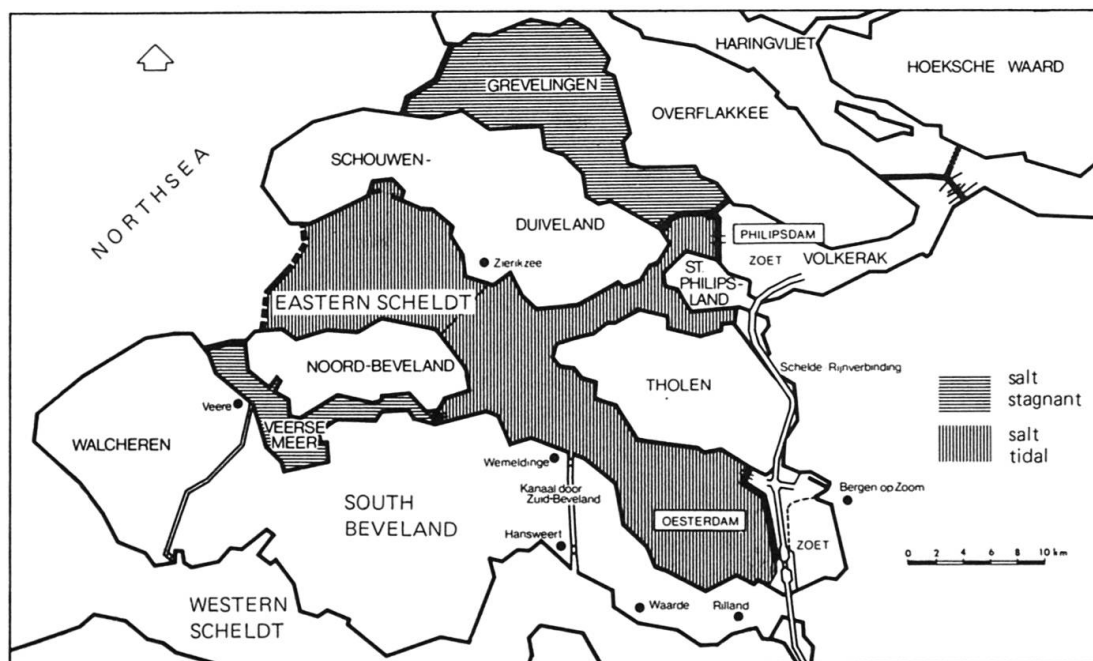 HARINGVLIET
HOEKSCHE WAARD
GREVELINGEN
OVERFLAKKEE
NORTHSEA
SCHOUWEN-
DUIVELAND
PHILIPSDAM
ZOET
VOLKERAK
Zierikzee
ST.
PHILIPS-
LAND
EASTERN SCHELDT
NOORD-BEVELAND
Schelde Rijnverbinding
THOLEN
salt
stagnant
salt
tidal
Veere
VEERSE
MEER
WALCHEREN
Wemeldinge
Kanaal door
Zuid-Beveland
Bergen op Zoom
SOUTH
BEVELAND
OESTERDAM
Hansweert
ZOET
0 2 4 6 8 10 km
WESTERN
SCHELDT
Waarde
Rilland